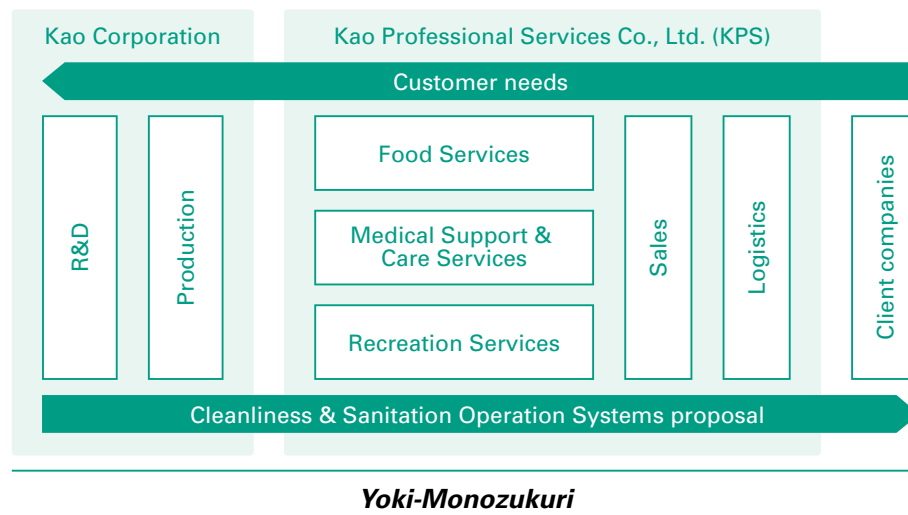 Kao Corporation
Kao Professional Services Co., Ltd. (KPS)
Customer needs
R&D
Production
Food Services
Medical Support &
Care Services
Recreation Services
Sales
Logistics
Client companies
Cleanliness & Sanitation Operation Systems proposal
Yoki-Monozukuri